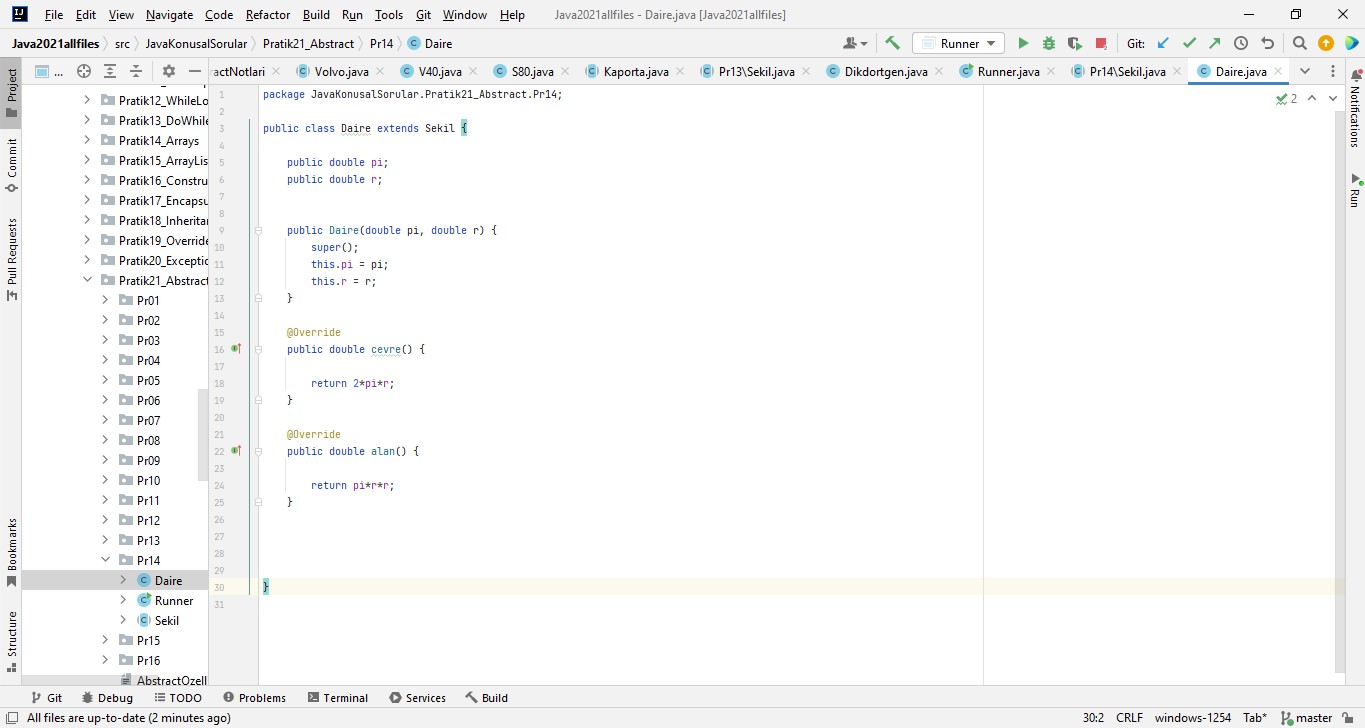 File Edit View Navigate Code Refactor Build Run Tools Git Window Help Java2021allfiles - Daire.java [Java2021allfiles]
Java2021allfiles src JavaKonusalSorular Pratik21_Abstract Pr14 Daire Runner Git:
... ractNotlari Volvo.java V40.java S80.java Kaporta.java Pr13\Sekil.java Dikdortgen.java Runner.java Pr14\Sekil.java Daire.java
Project
Commit
Pull Requests
Bookmarks
Structure
Pratik12_WhileLo
Pratik13_DoWhile
Pratik14_Arrays
Pratik15_ArrayLis
Pratik16_Constru
Pratik17_Encapsu
Pratik18_Inheritar
Pratik19_Override
Pratik20_Exceptic
Pratik21_Abstract
Pr01
Pr02
Pr03
Pr04
Pr05
Pr06
Pr07
Pr08
Pr09
Pr10
Pr11
Pr12
Pr13
Pr14
Daire
Runner
Sekil
Pr15
Pr16
AbstractOzell
1 package JavaKonusalSorular.Pratik21_Abstract.Pr14;
2
3 public class Daire extends Sekil {
4
5 public double pi;
6 public double r;
7
8
9 public Daire(double pi, double r) {
10 super();
11 this.pi = pi;
12 this.r = r;
13 }
14
15 @Override
16 public double cevre() {
17
18 return 2*pi*r;
19 }
20
21 @Override
22 public double alan() {
23
24 return pi*r*r;
25 }
26
27
28
29
30 }
31
2
Notifications
Run
Git Debug TODO Problems Terminal Services Build
All files are up-to-date (2 minutes ago) 30:2 CRLF windows-1254 Tab* master